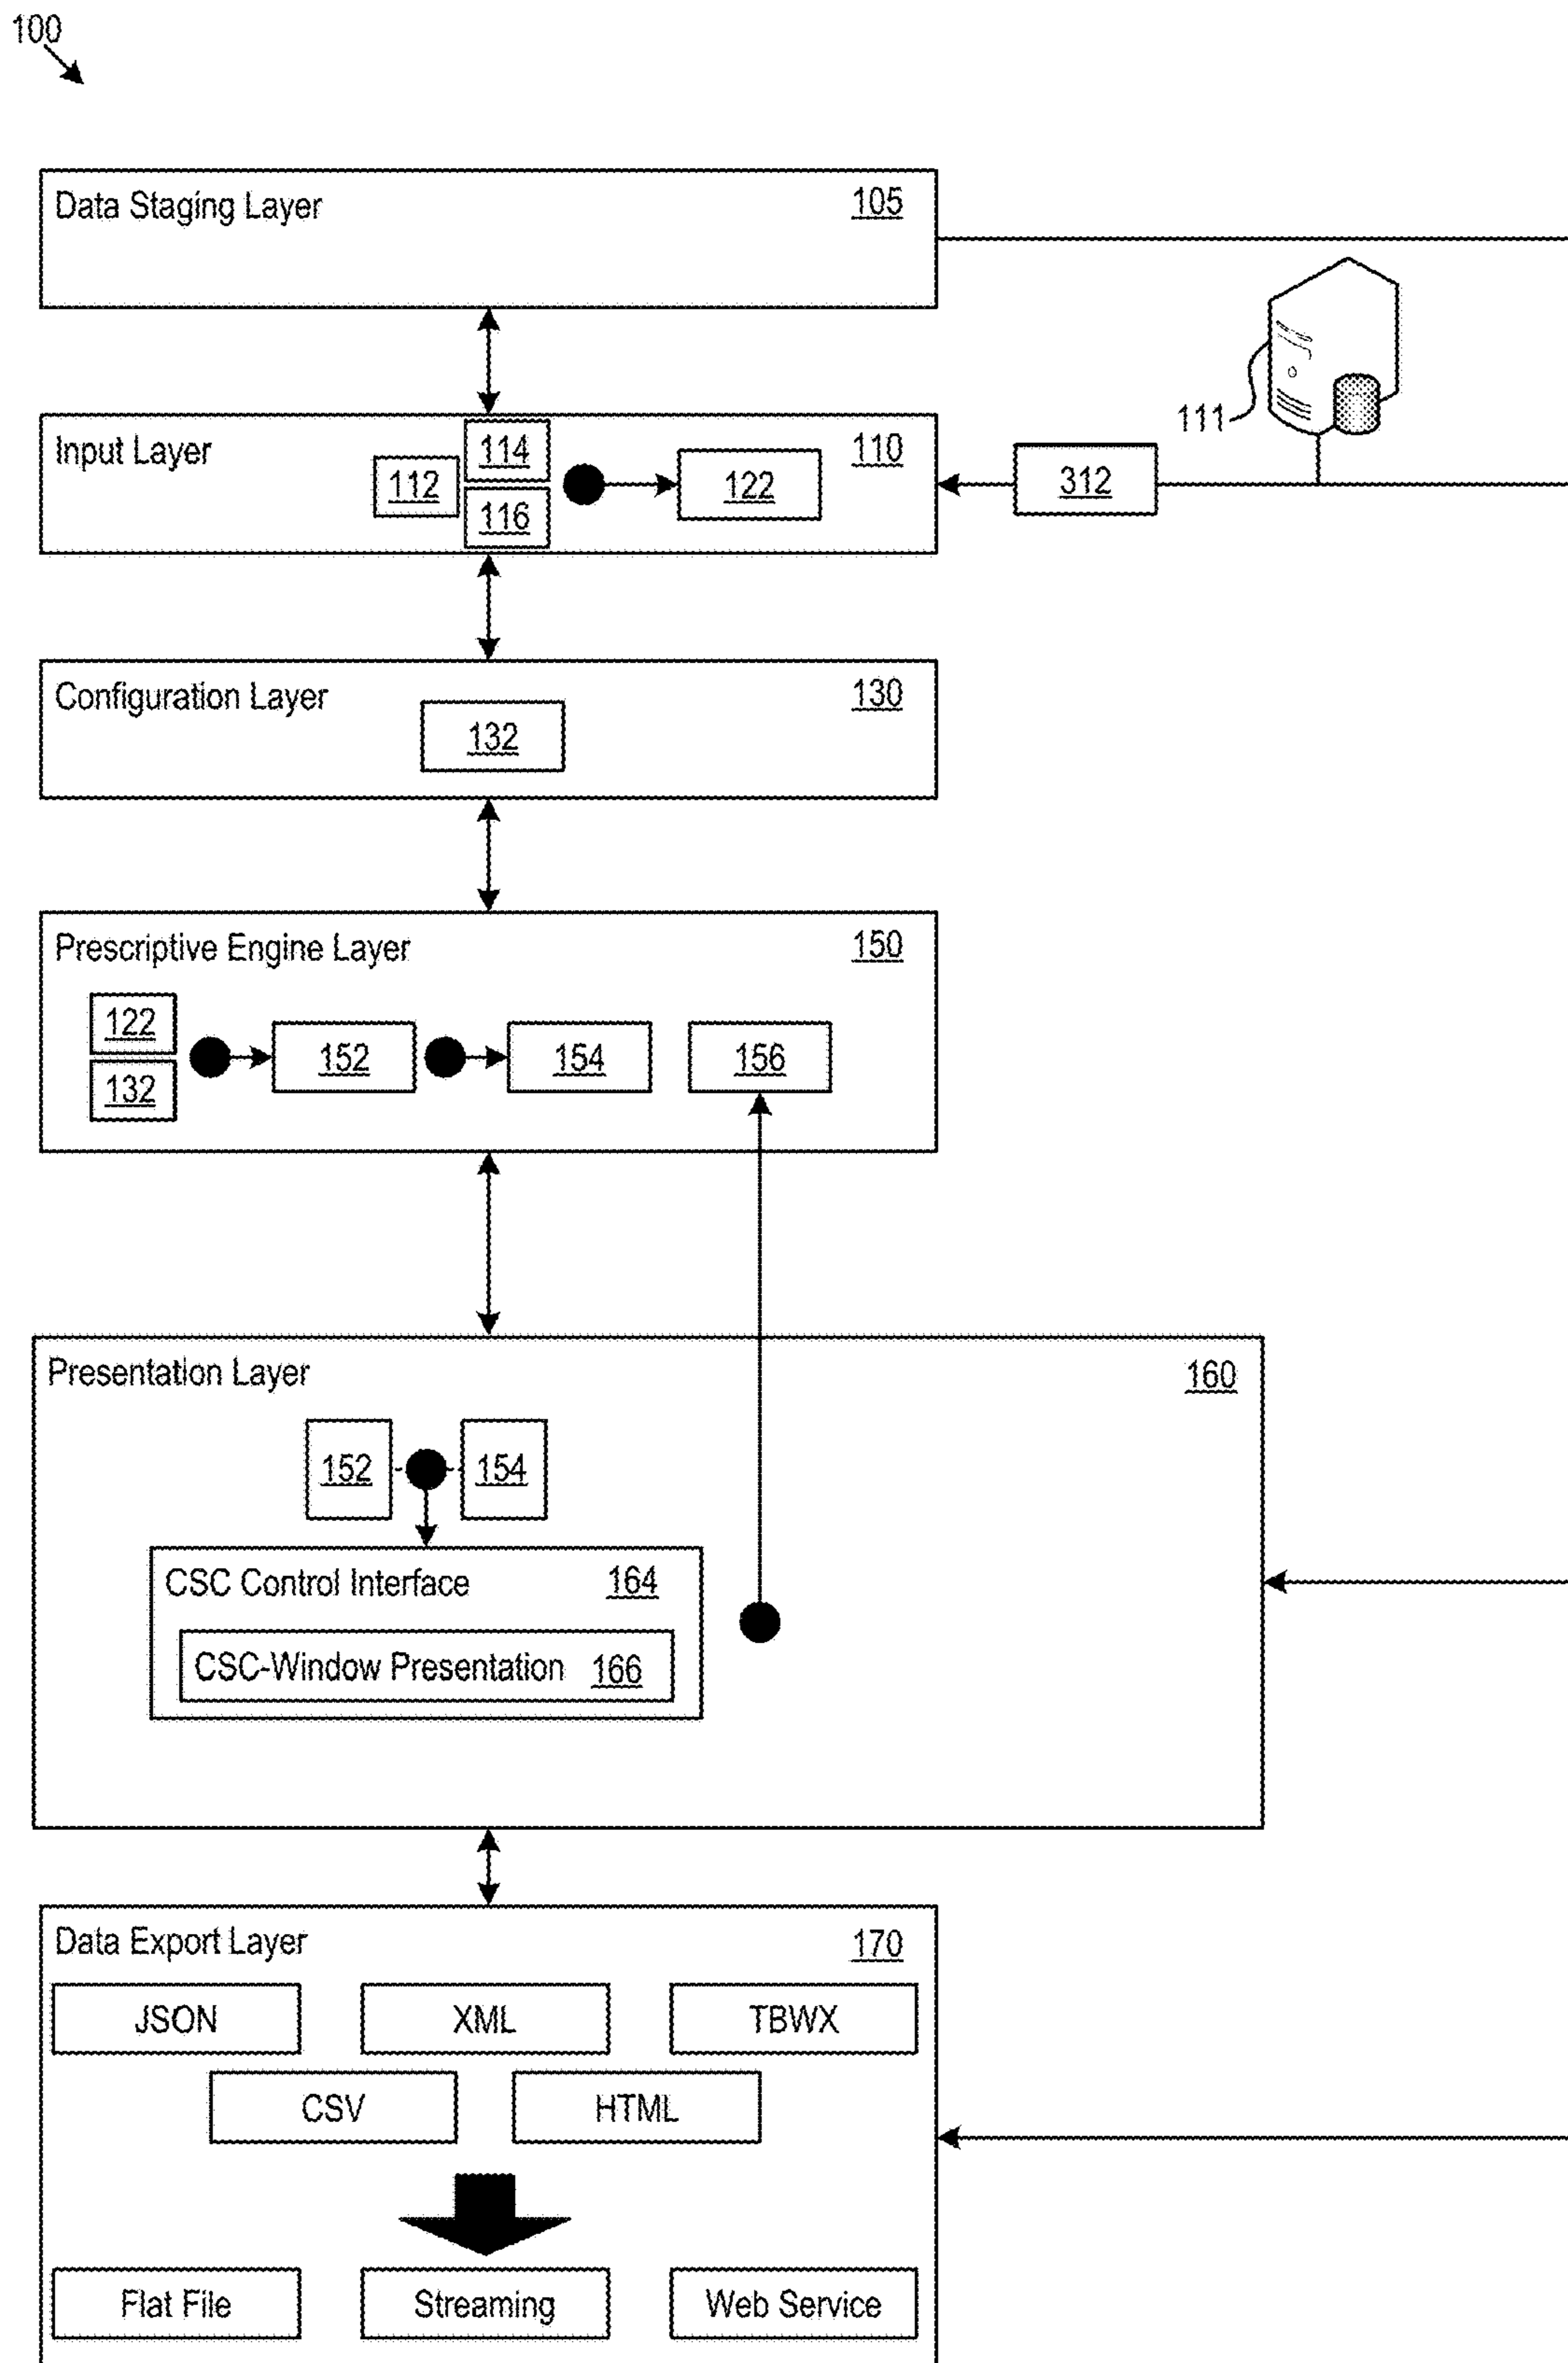 100
Data Staging Layer 105
111
Input Layer 112 114 116 122 110
312
Configuration Layer 130
132
Prescriptive Engine Layer 150
122
132
152 154 156
Presentation Layer 160
152 154
CSC Control Interface 164
CSC-Window Presentation 166
Data Export Layer 170
JSON XML TBWX
CSV HTML
Flat File Streaming Web Service